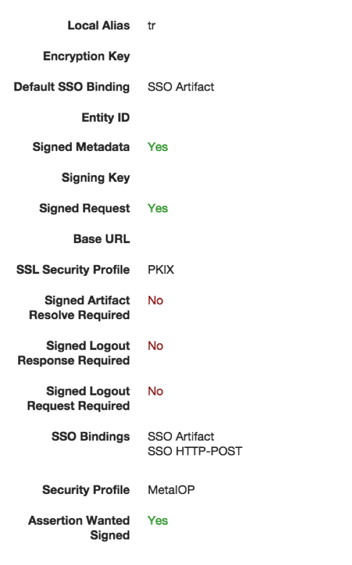 Local Alias tr
Encryption Key
Default SSO Binding SSO Artifact
Entity ID
Signed Metadata Yes
Signing Key
Signed Request Yes
Base URL
SSL Security Profile PKIX
Signed Artifact No
Resolve Required
Signed Logout No
Response Required
Signed Logout No
Request Required
SSO Bindings SSO Artifact
SSO HTTP-POST
Security Profile MetaIOP
Assertion Wanted Yes
Signed